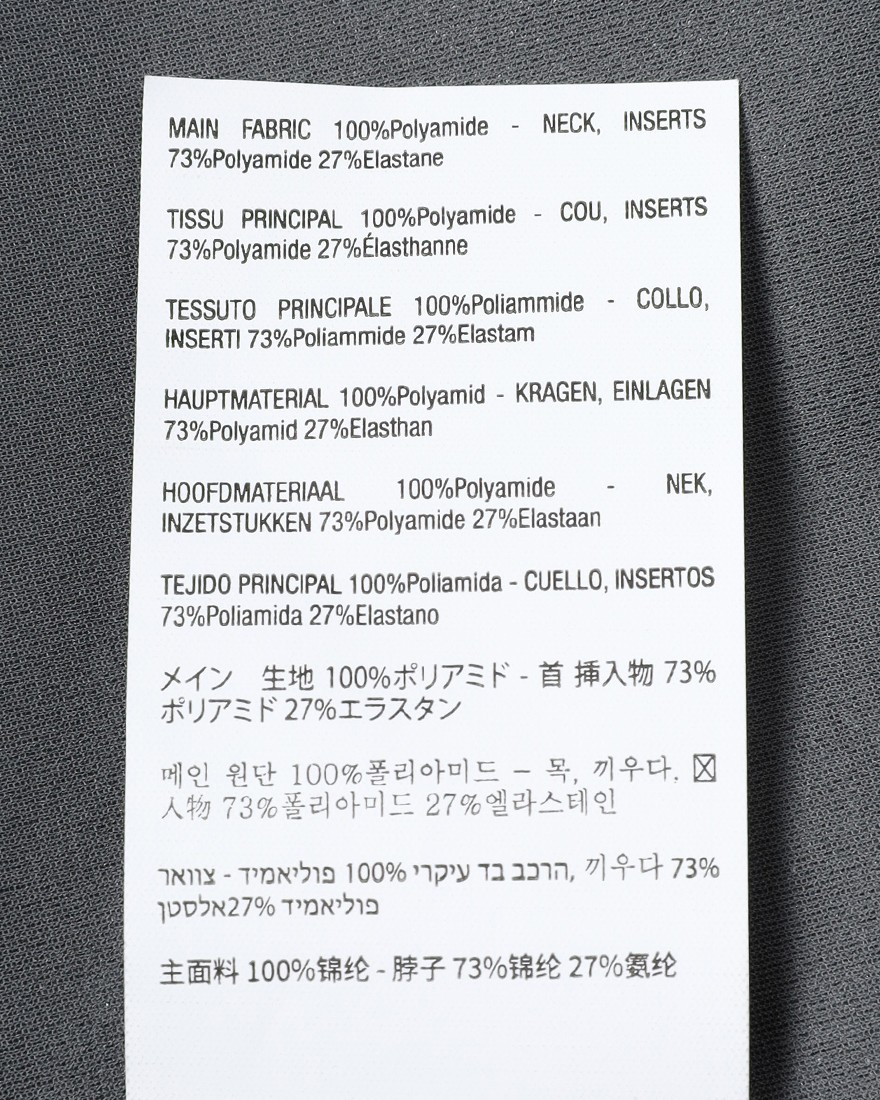 MAIN FABRIC 100%Polyamide - NECK, INSERTS
73%Polyamide 27%Elastane
TISSU PRINCIPAL 100%Polyamide - COU, INSERTS
73%Polyamide 27%Élasthanne
TESSUTO PRINCIPALE 100%Poliammide - COLLO,
INSERTI 73%Poliammide 27%Elastam
HAUPTMATERIAL 100%Polyamid - KRAGEN, EINLAGEN
73%Polyamid 27%Elasthan
HOOFDMATERIAAL 100%Polyamide - NEK,
INZETSTUKKEN 73%Polyamide 27%Elastaan
TEJIDO PRINCIPAL 100%Poliamida - CUELLO, INSERTOS
73%Poliamida 27%Elastano
メイン 生地 100%ポリアミド - 首 挿入物 73%
ポリアミド 27%エラスタン
메인 원단 100%폴리아미드 – 목, 끼우다. ☒
人物 73%폴리아미드 27%엘라스테인
הרכב בד עיקרי 100% פוליאמיד - צוואר, 끼우다 73%
פוליאמיד 27%אלסטן
主面料 100%锦纶 - 脖子 73%锦纶 27%氨纶